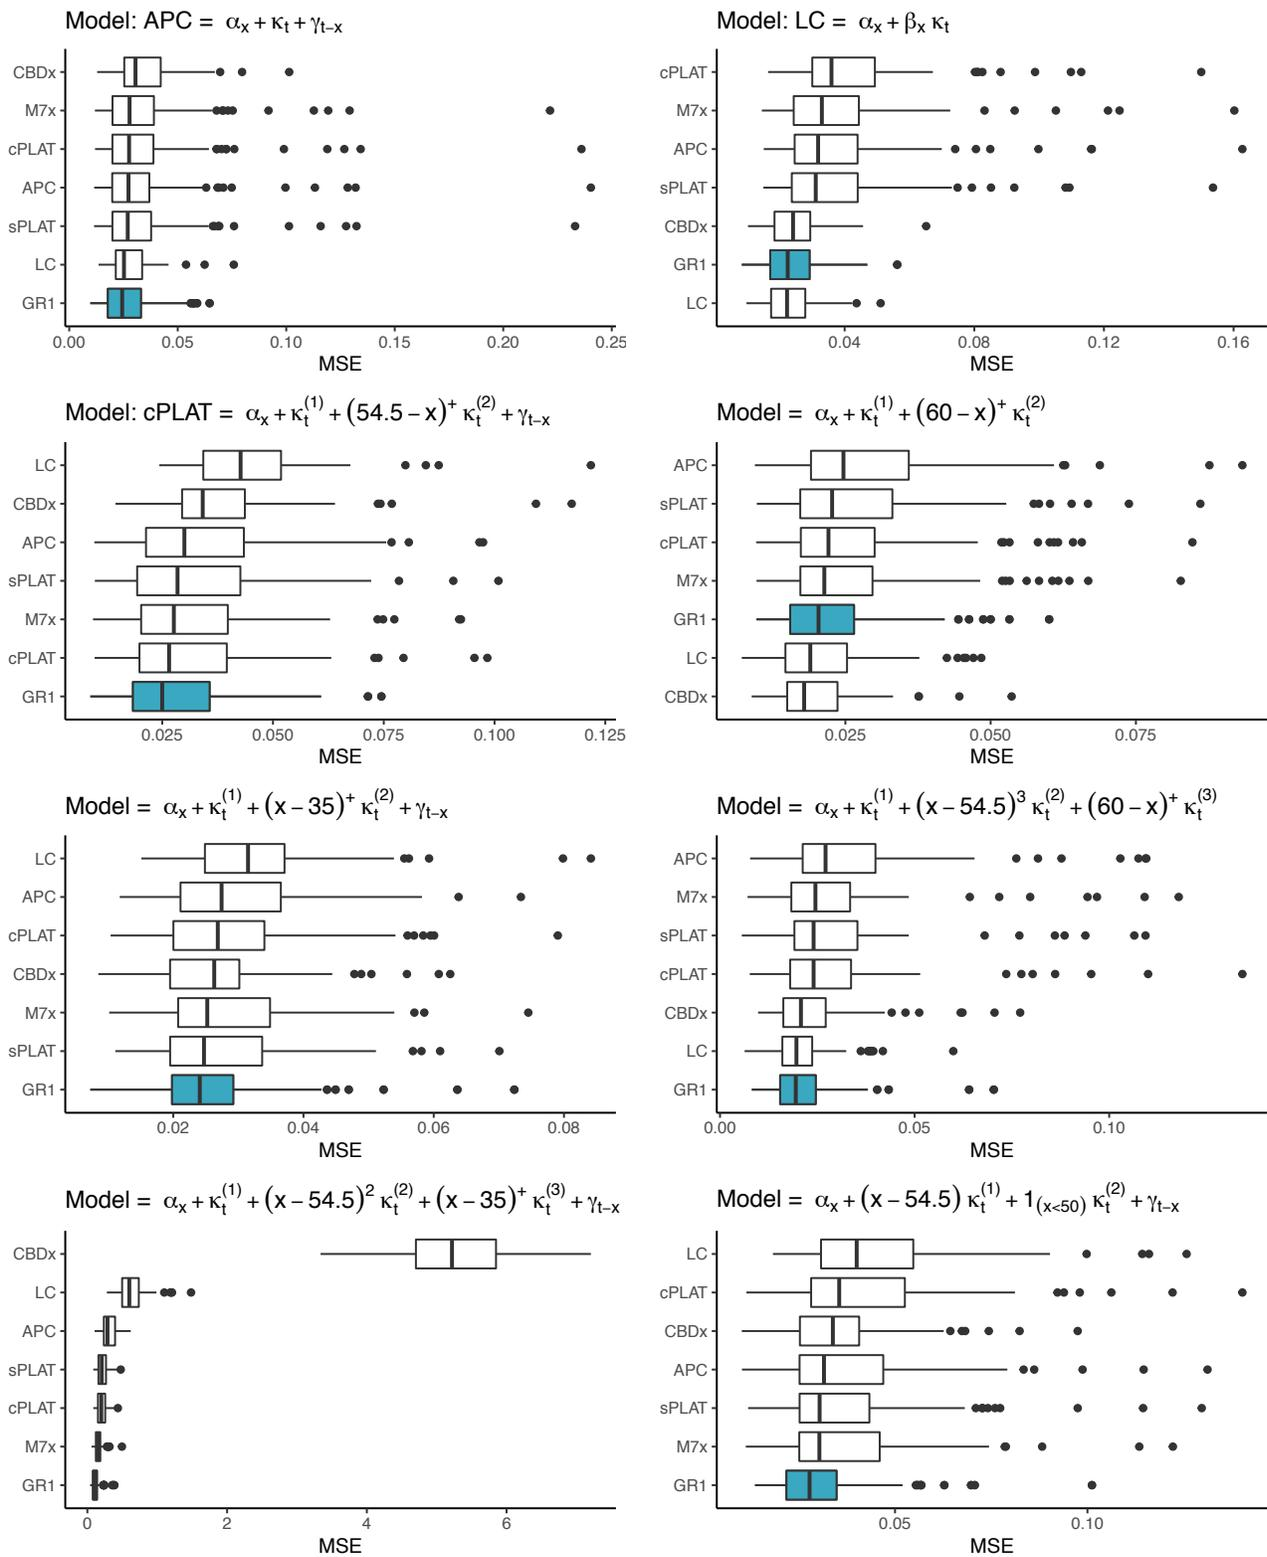 Model: APC = αₓ + κₜ + γₜ₋ₓ
CBDx
M7x
cPLAT
APC
sPLAT
LC
GR1
0.00 0.05 0.10 0.15 0.20 0.25
MSE
Model: LC = αₓ + βₓ κₜ
cPLAT
M7x
APC
sPLAT
CBDx
GR1
LC
0.04 0.08 0.12 0.16
MSE
Model: cPLAT = αₓ + κₜ⁽¹⁾ + (54.5 − x)⁺ κₜ⁽²⁾ + γₜ₋ₓ
LC
CBDx
APC
sPLAT
M7x
cPLAT
GR1
0.025 0.050 0.075 0.100 0.125
MSE
Model = αₓ + κₜ⁽¹⁾ + (60 − x)⁺ κₜ⁽²⁾
APC
sPLAT
cPLAT
M7x
GR1
LC
CBDx
0.025 0.050 0.075
MSE
Model = αₓ + κₜ⁽¹⁾ + (x − 35)⁺ κₜ⁽²⁾ + γₜ₋ₓ
LC
APC
cPLAT
CBDx
M7x
sPLAT
GR1
0.02 0.04 0.06 0.08
MSE
Model = αₓ + κₜ⁽¹⁾ + (x − 54.5)³ κₜ⁽²⁾ + (60 − x)⁺ κₜ⁽³⁾
APC
M7x
sPLAT
cPLAT
CBDx
LC
GR1
0.00 0.05 0.10
MSE
Model = αₓ + κₜ⁽¹⁾ + (x − 54.5)² κₜ⁽²⁾ + (x − 35)⁺ κₜ⁽³⁾ + γₜ₋ₓ
CBDx
LC
APC
sPLAT
cPLAT
M7x
GR1
0 2 4 6
MSE
Model = αₓ + (x − 54.5) κₜ⁽¹⁾ + 1₍ₓ<₅₀₎ κₜ⁽²⁾ + γₜ₋ₓ
LC
cPLAT
CBDx
APC
sPLAT
M7x
GR1
0.05 0.10
MSE